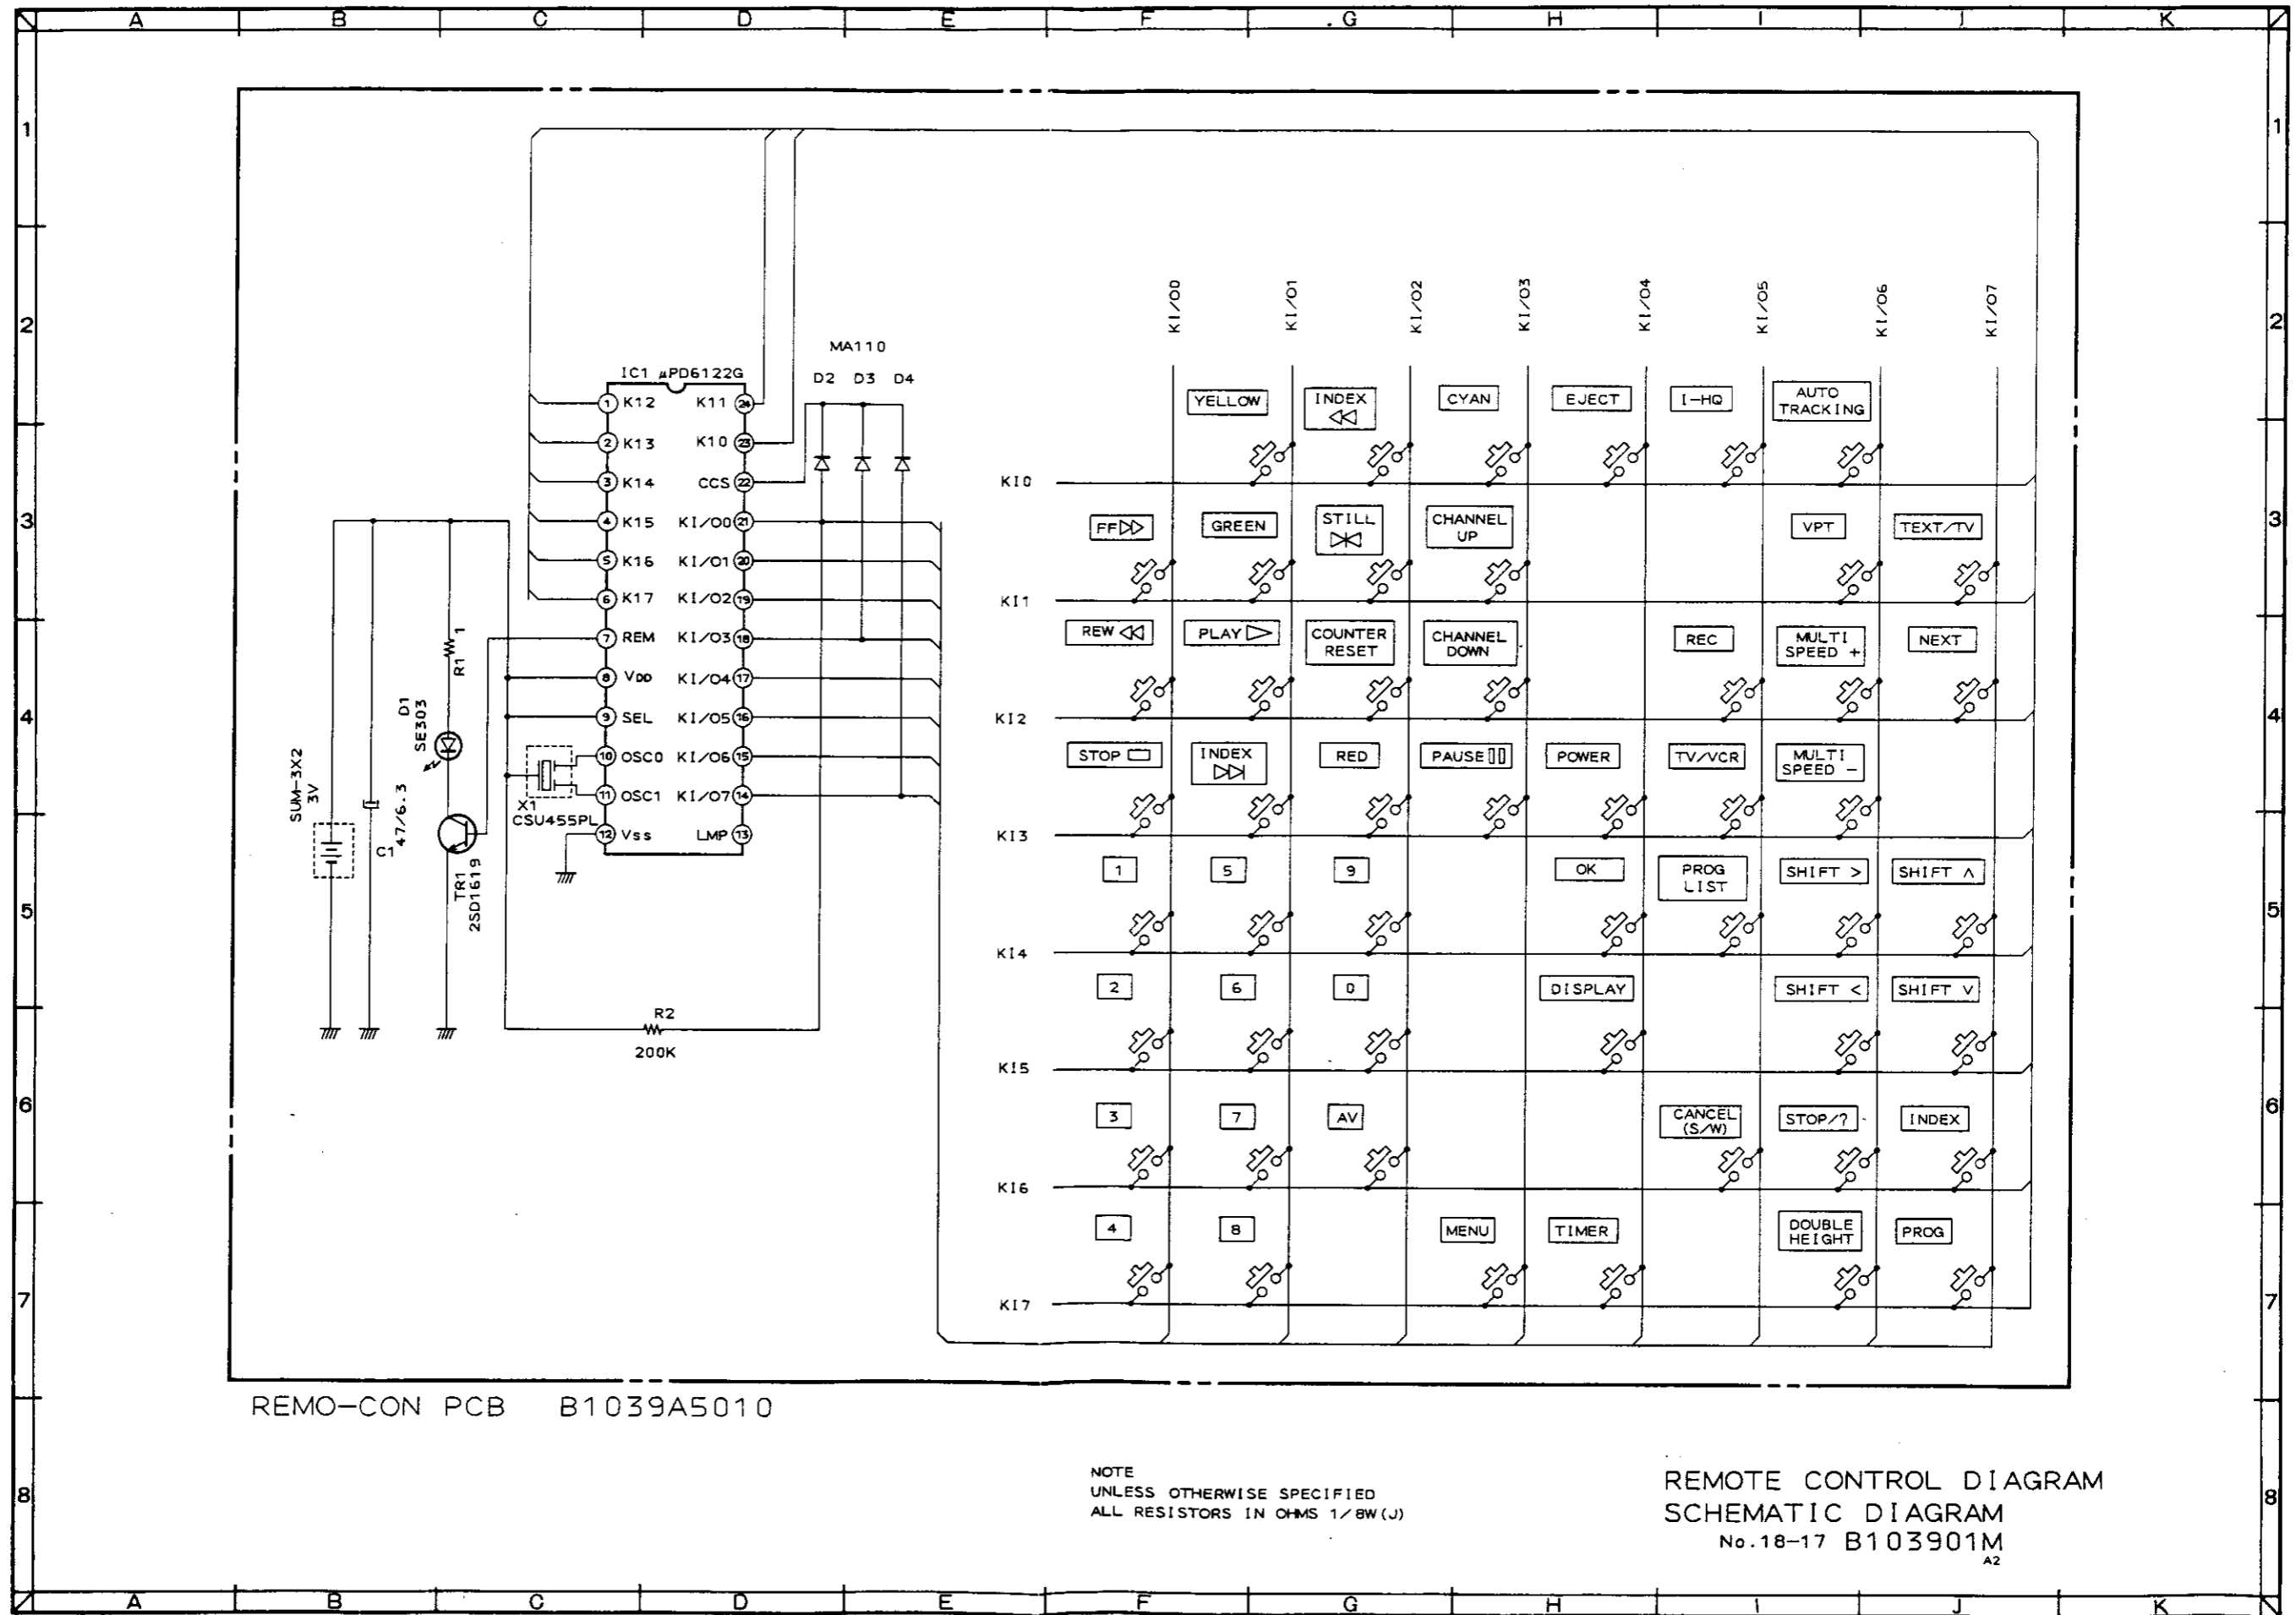 A B C D E F G H I J K
1 1
2 2
3 3
4 4
5 5
6 6
7 7
8 8
IC1 μPD6122G
MA110
D2 D3 D4
1 K12 K11 24
2 K13 K10 23
3 K14 CCS 22
4 K15 KI/O0 21
5 K16 KI/O1 20
6 K17 KI/O2 19
7 REM KI/O3 18
8 VDD KI/O4 17
9 SEL KI/O5 16
10 OSC0 KI/O6 15
11 OSC1 KI/O7 14
12 Vss LMP 13
SUM-3X2
3V
C1
47/6.3
R1 1
D1
SE303
TR1
2SD1619
X1
CSU455PL
R2
200K
KI/O0 KI/O1 KI/O2 KI/O3 KI/O4 KI/O5 KI/O6 KI/O7
YELLOW INDEX CYAN EJECT I-HQ AUTO TRACKING
KI0
FF GREEN STILL CHANNEL UP VPT TEXT/TV
KI1
REW PLAY COUNTER RESET CHANNEL DOWN REC MULTI SPEED + NEXT
KI2
STOP INDEX RED PAUSE POWER TV/VCR MULTI SPEED -
KI3
1 5 9 OK PROG LIST SHIFT > SHIFT ∧
KI4
2 6 0 DISPLAY SHIFT < SHIFT ∨
KI5
3 7 AV CANCEL (S/W) STOP/? INDEX
KI6
4 8 MENU TIMER DOUBLE HEIGHT PROG
KI7
REMO-CON PCB B1039A5010
NOTE
UNLESS OTHERWISE SPECIFIED
ALL RESISTORS IN OHMS 1/8W(J)
REMOTE CONTROL DIAGRAM
SCHEMATIC DIAGRAM
No.18-17 B103901M
A2
A B C D E F G H I J K